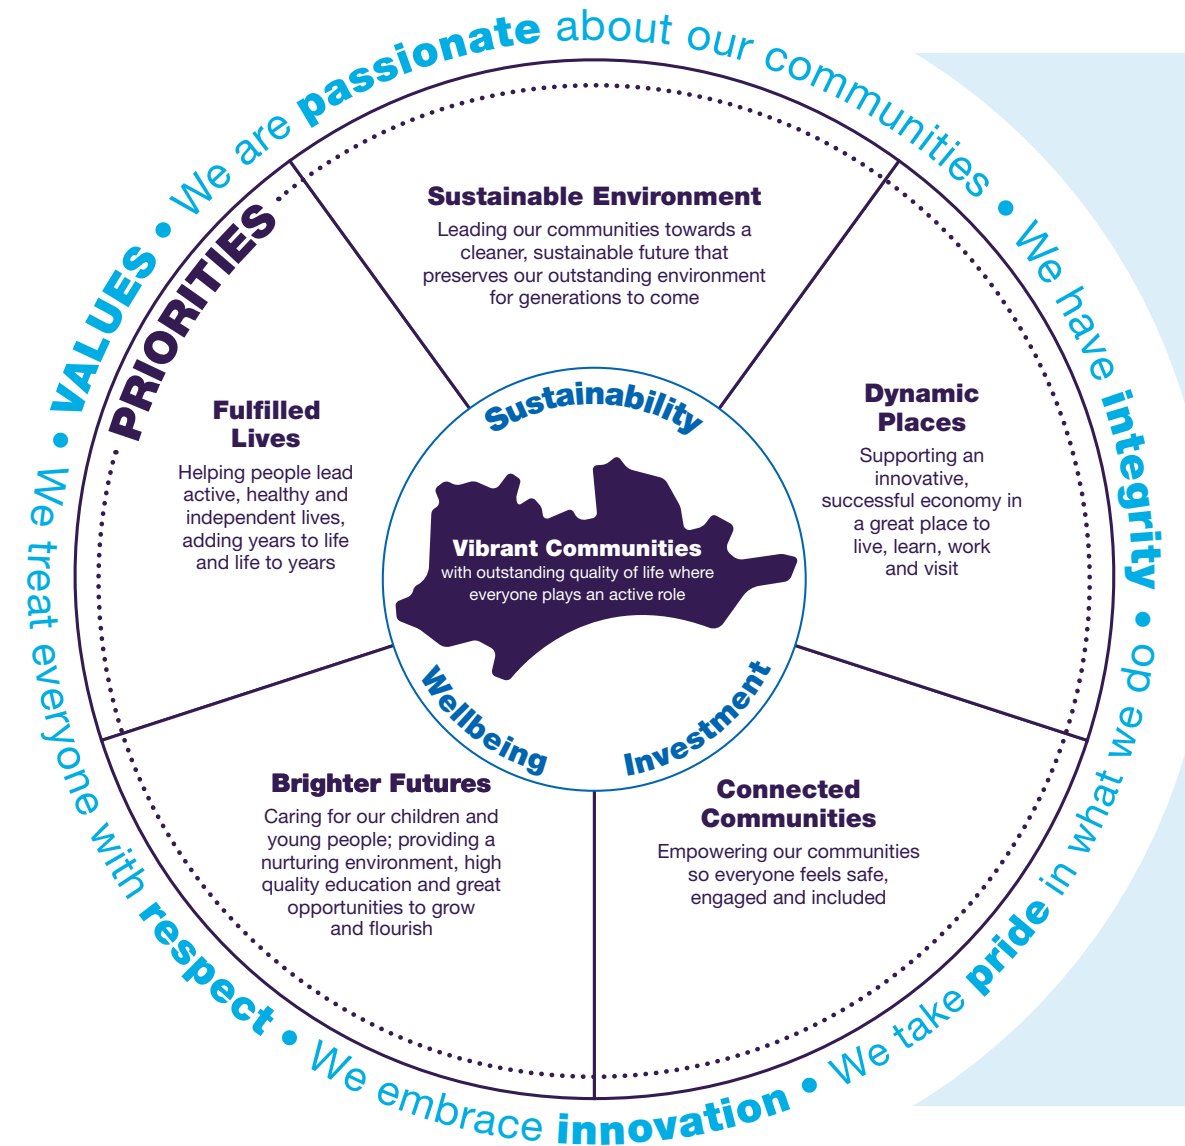 VALUES • We are passionate about our communities • We have integrity • We take pride in what we do • We embrace innovation • We treat everyone with respect •
PRIORITIES
Sustainable Environment
Leading our communities towards a
cleaner, sustainable future that
preserves our outstanding environment
for generations to come
Dynamic
Places
Supporting an
innovative,
successful economy in
a great place to
live, learn, work
and visit
Connected
Communities
Empowering our communities
so everyone feels safe,
engaged and included
Brighter Futures
Caring for our children and
young people; providing a
nurturing environment, high
quality education and great
opportunities to grow
and flourish
Fulfilled
Lives
Helping people lead
active, healthy and
independent lives,
adding years to life
and life to years
Sustainability
Investment
Wellbeing
Vibrant Communities
with outstanding quality of life where
everyone plays an active role